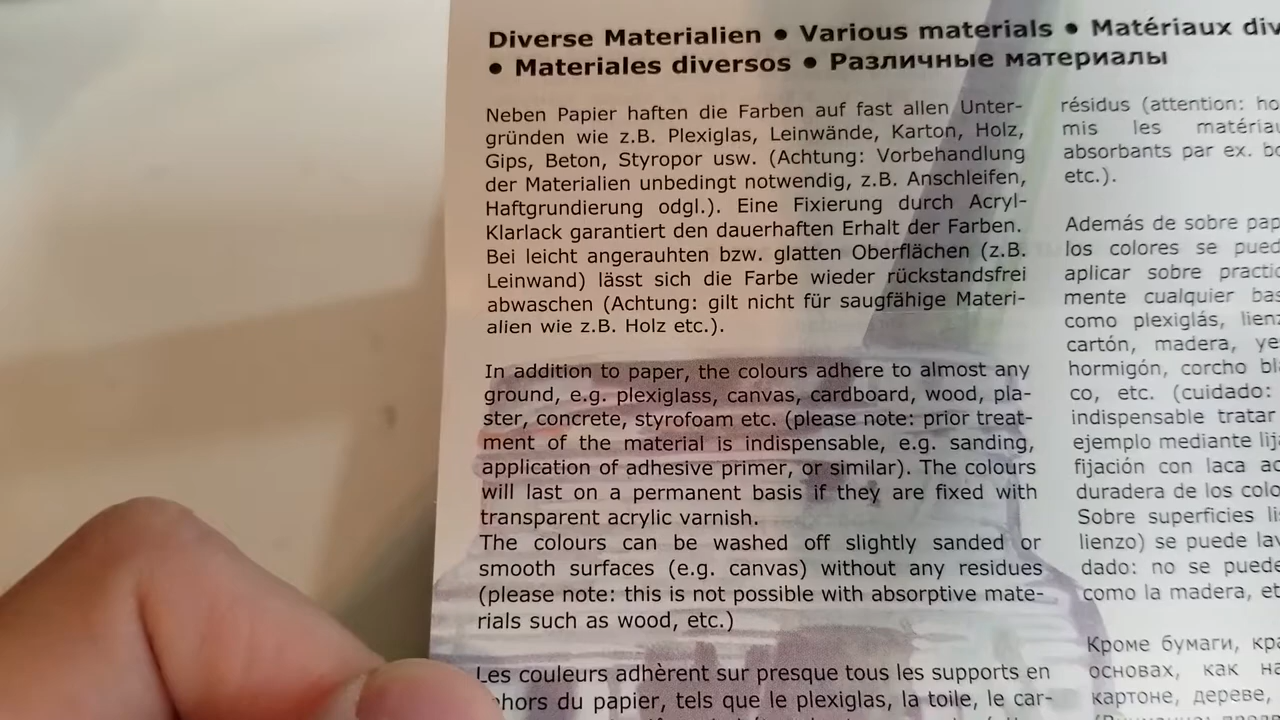 Diverse Materialien ● Various materials ● Matériaux
● Materiales diversos ● Различные материалы
Neben Papier haften die Farben auf fast allen Unter-
gründen wie z.B. Plexiglas, Leinwände, Karton, Holz,
Gips, Beton, Styropor usw. (Achtung: Vorbehandlung
der Materialien unbedingt notwendig, z.B. Anschleifen,
Haftgrundierung odgl.). Eine Fixierung durch Acryl-
Klarlack garantiert den dauerhaften Erhalt der Farben.
Bei leicht angerauhten bzw. glatten Oberflächen (z.B.
Leinwand) lässt sich die Farbe wieder rückstandsfrei
abwaschen (Achtung: gilt nicht für saugfähige Materi-
alien wie z.B. Holz etc.).
In addition to paper, the colours adhere to almost any
ground, e.g. plexiglass, canvas, cardboard, wood, pla-
ster, concrete, styrofoam etc. (please note: prior treat-
ment of the material is indispensable, e.g. sanding,
application of adhesive primer, or similar). The colours
will last on a permanent basis if they are fixed with
transparent acrylic varnish.
The colours can be washed off slightly sanded or
smooth surfaces (e.g. canvas) without any residues
(please note: this is not possible with absorptive mate-
rials such as wood, etc.)
Les couleurs adhèrent sur presque tous les supports en
du papier, tels que le plexiglas, la toile, le car-
résidus (attention:
mis les
absorbants par ex.
etc.).
Además de sobre
los colores se
aplicar sobre
mente cualquier
como plexiglás,
cartón, madera,
hormigón, corcho
co, etc. (cuidado:
indispensable tratar
ejemplo mediante
fijación con laca
duradera de los
Sobre superficies
lienzo) se puede
dado: no se
como la madera,
Кроме бумаги,
основах, как
картоне, дереве,